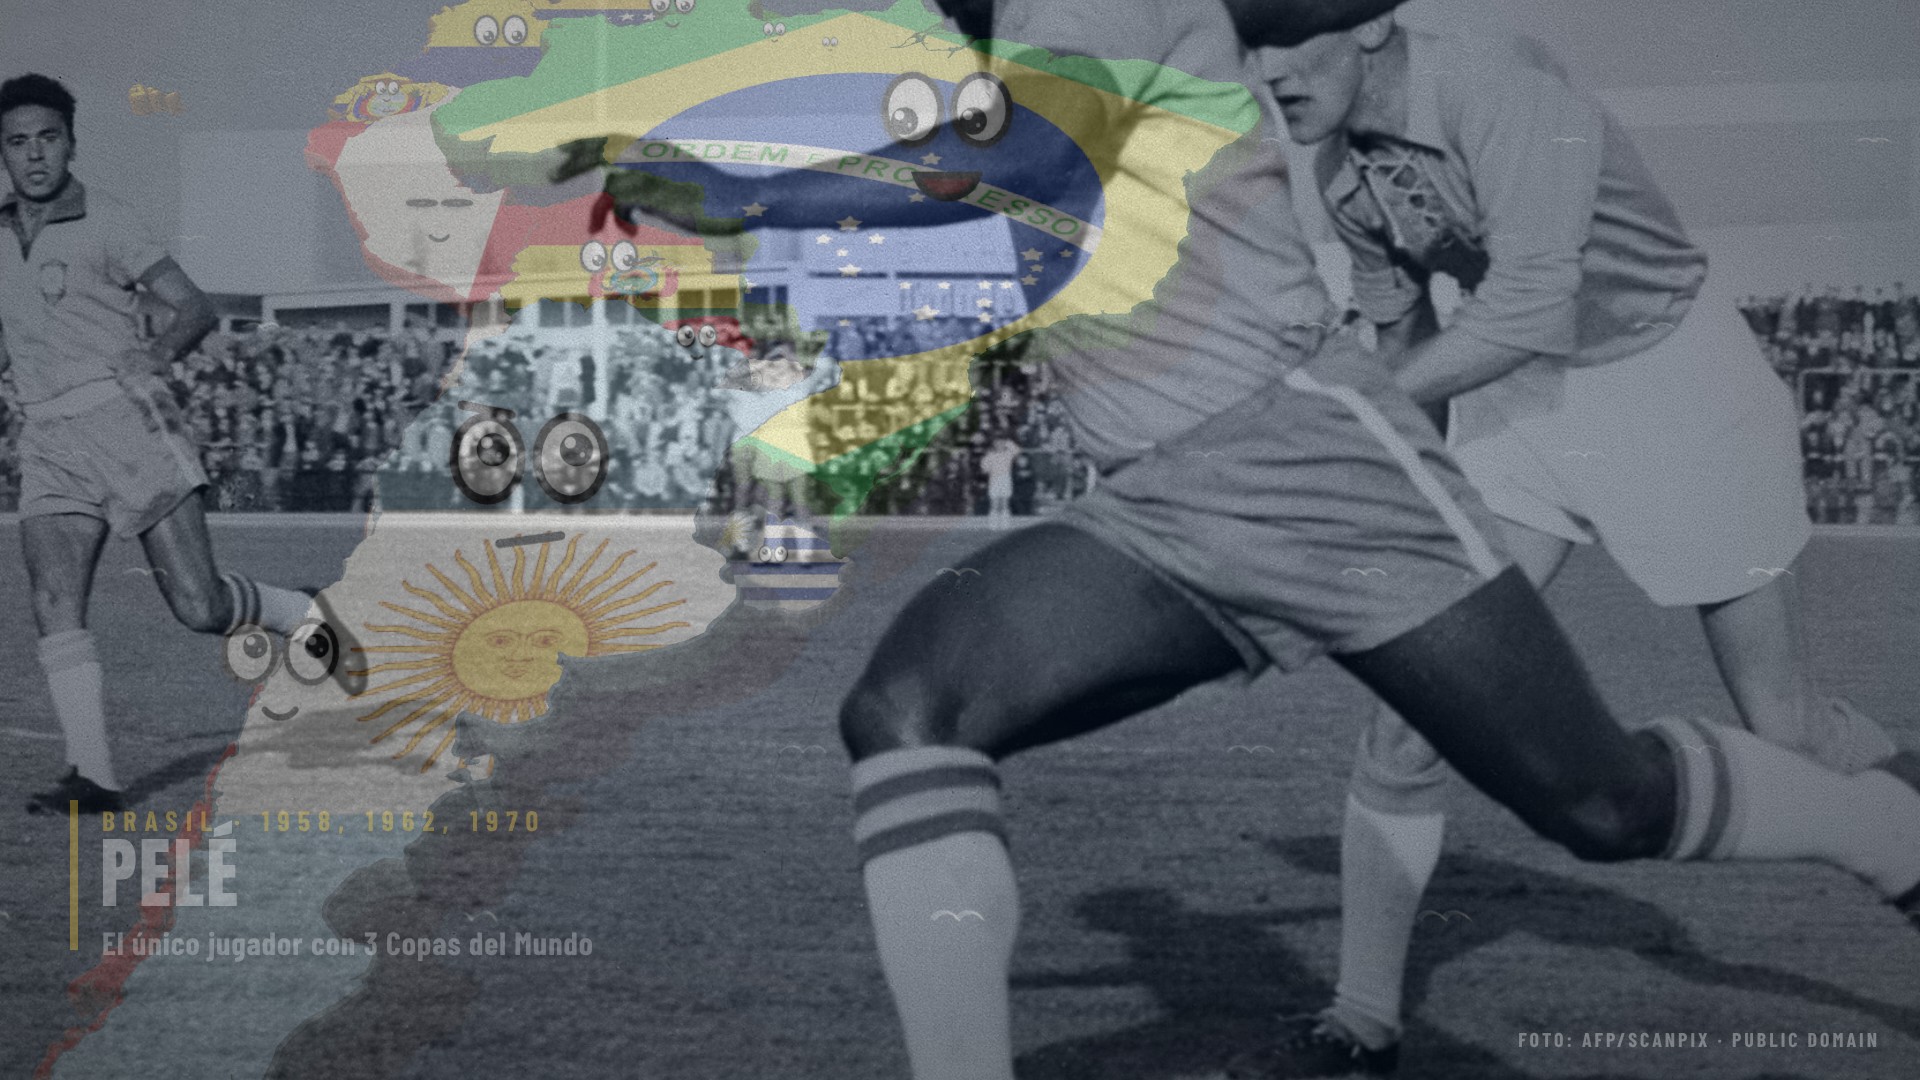 ORDEM E PROGRESSO
BRASIL · 1958, 1962, 1970
PELÉ
El único jugador con 3 Copas del Mundo
FOTO: AFP/SCANPIX · PUBLIC DOMAIN